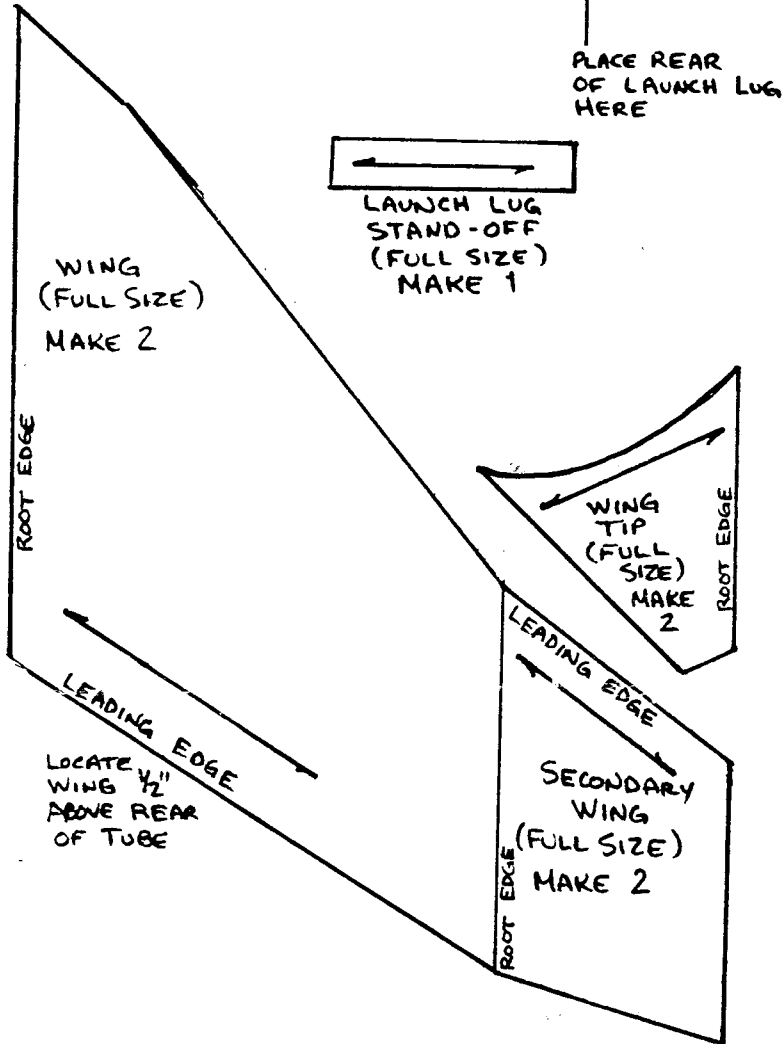 PLACE REAR
OF LAUNCH LUG
HERE
LAUNCH LUG
STAND-OFF
(FULL SIZE)
MAKE 1
WING
(FULL SIZE)
MAKE 2
ROOT EDGE
WING
TIP
(FULL
SIZE)
MAKE
2
ROOT EDGE
LEADING EDGE
LOCATE
WING 1/2"
ABOVE REAR
OF TUBE
LEADING EDGE
SECONDARY
WING
(FULL SIZE)
MAKE 2
ROOT EDGE